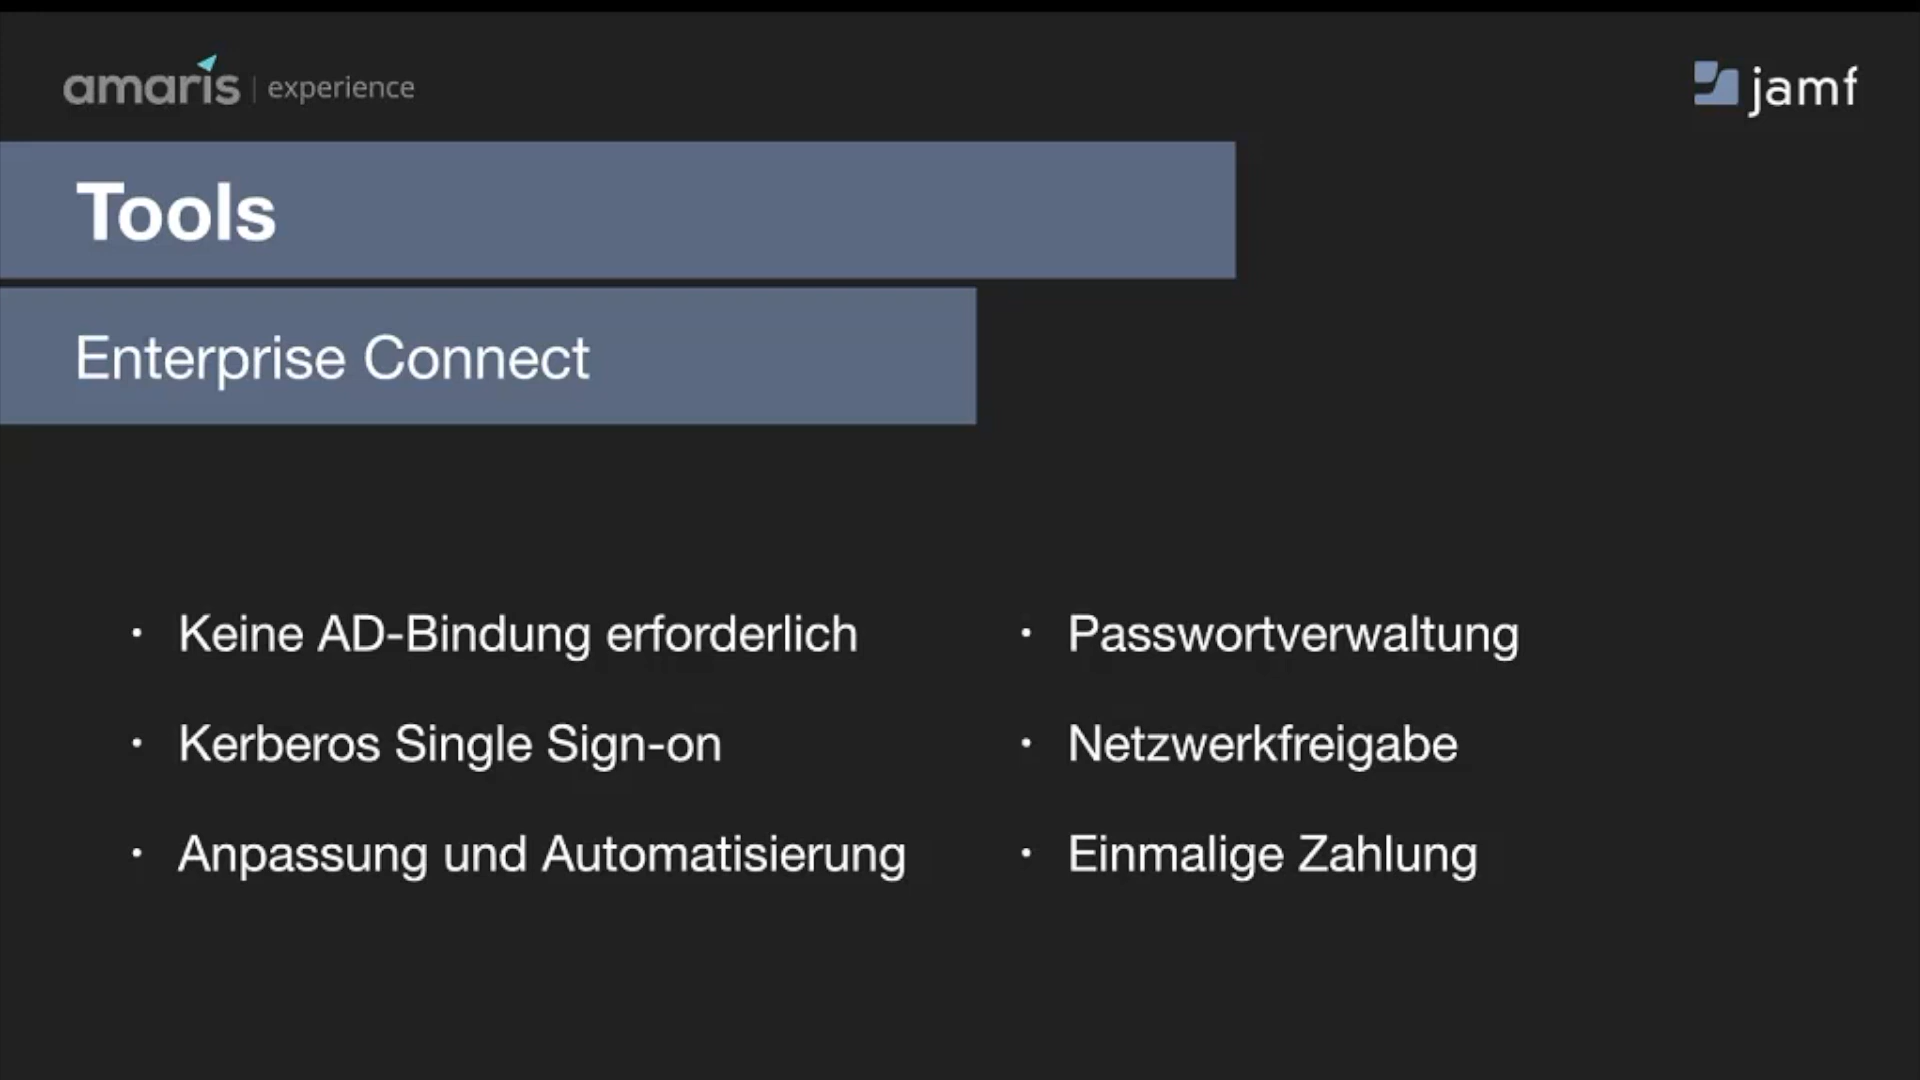 amaris | experience
jamf
Tools
Enterprise Connect
• Keine AD-Bindung erforderlich
• Kerberos Single Sign-on
• Anpassung und Automatisierung
• Passwortverwaltung
• Netzwerkfreigabe
• Einmalige Zahlung